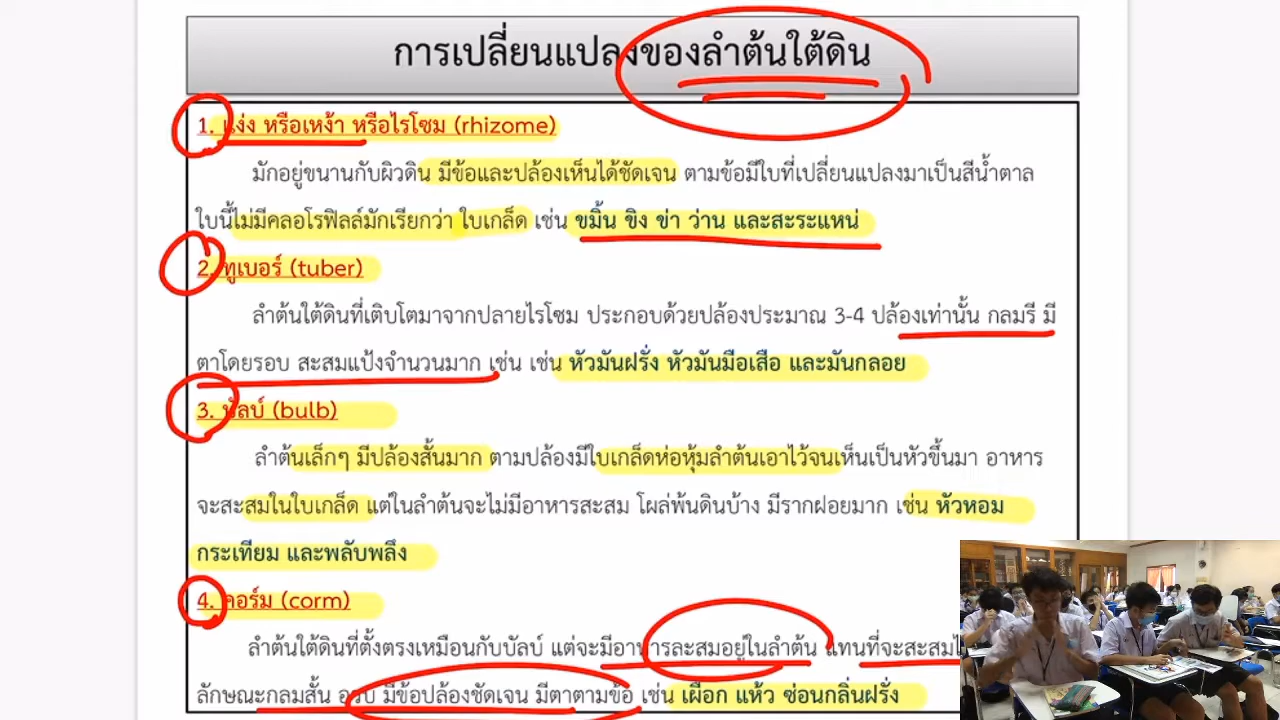 การเปลี่ยนแปลงของลำต้นใต้ดิน
1. แง่ง หรือเหง้า หรือไรโซม (rhizome)
มักอยู่ขนานกับผิวดิน มีข้อและปล้องเห็นได้ชัดเจน ตามข้อมีใบที่เปลี่ยนแปลงมาเป็นสีน้ำตาล
ใบนี้ไม่มีคลอโรฟิลล์มักเรียกว่า ใบเกล็ด เช่น ขมิ้น ขิง ข่า ว่าน และสะระแหน่
2. ทูเบอร์ (tuber)
ลำต้นใต้ดินที่เติบโตมาจากปลายไรโซม ประกอบด้วยปล้องประมาณ 3-4 ปล้องเท่านั้น กลมรี มี
ตาโดยรอบ สะสมแป้งจำนวนมาก เช่น เช่น หัวมันฝรั่ง หัวมันมือเสือ และมันกลอย
3. บัลบ์ (bulb)
ลำต้นเล็กๆ มีปล้องสั้นมาก ตามปล้องมีใบเกล็ดห่อหุ้มลำต้นเอาไว้จนเห็นเป็นหัวขึ้นมา อาหาร
จะสะสมในใบเกล็ด แต่ในลำต้นจะไม่มีอาหารสะสม โผล่พ้นดินบ้าง มีรากฝอยมาก เช่น หัวหอม
กระเทียม และพลับพลึง
4. คอร์ม (corm)
ลำต้นใต้ดินที่ตั้งตรงเหมือนกับบัลบ์ แต่จะมีอาหารสะสมอยู่ในลำต้น แทนที่จะสะสม
ลักษณะกลมสั้น อวบ มีข้อปล้องชัดเจน มีตาตามข้อ เช่น เผือก แห้ว ซ่อนกลิ่นฝรั่ง